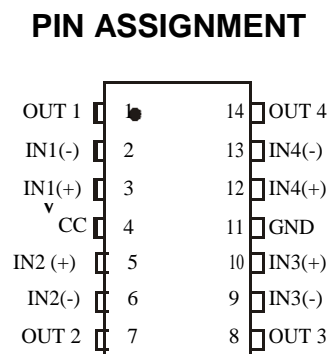 PIN ASSIGNMENT
OUT 1 1 14 OUT 4
IN1(-) 2 13 IN4(-)
IN1(+) 3 12 IN4(+)
V
CC 4 11 GND
IN2 (+) 5 10 IN3(+)
IN2(-) 6 9 IN3(-)
OUT 2 7 8 OUT 3